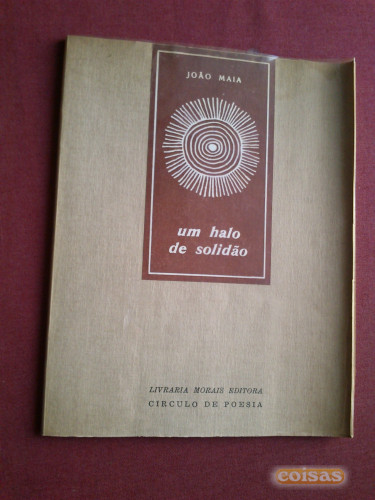 JOÃO MAIA
um halo
de solidão
LIVRARIA MORAIS EDITORA
CIRCULO DE POESIA
coisas